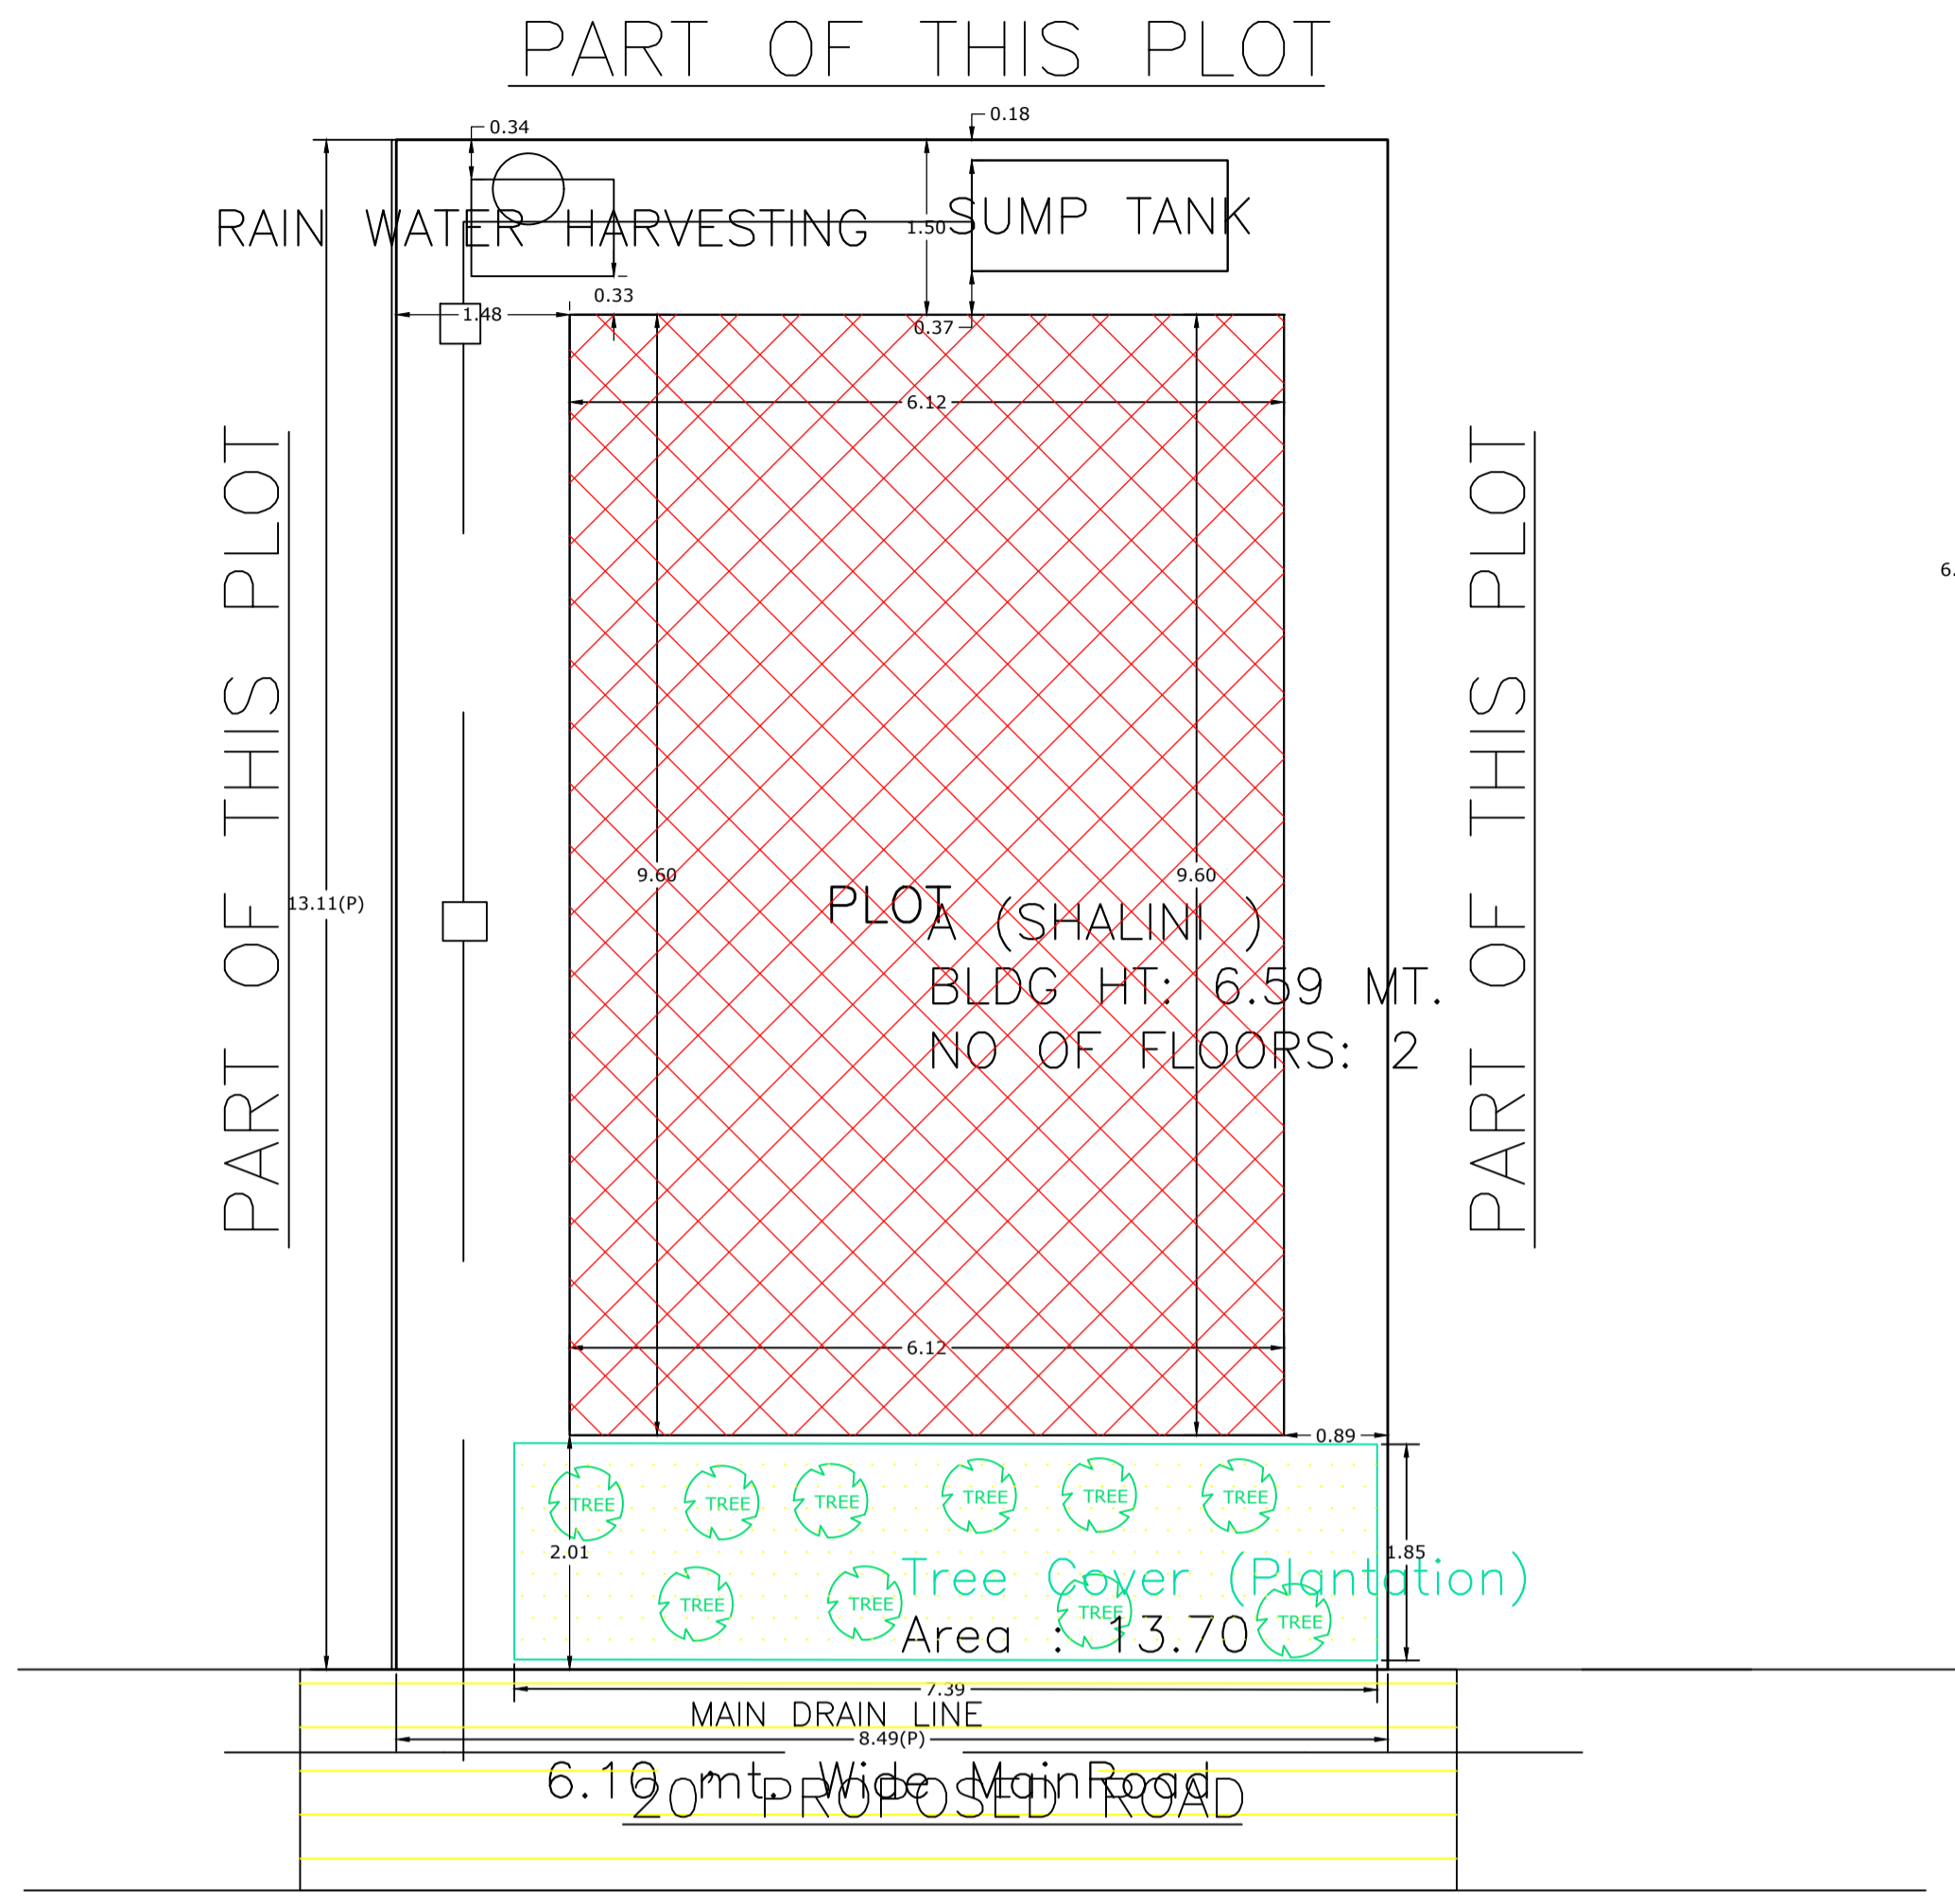 PART OF THIS PLOT
0.18
0.34
RAIN WATER HARVESTING
1.50
SUMP TANK
0.33
1.48
0.37
6.12
PART OF THIS PLOT
PART OF THIS PLOT
13.11(P)
9.60
9.60
PLOT
A (SHALINI )
BLDG HT: 6.59 MT.
NO OF FLOORS: 2
6.12
0.89
TREE TREE TREE TREE TREE TREE
2.01
1.85
Tree Cover (Plantation)
TREE TREE TREE TREE
Area : 13.70
7.39
MAIN DRAIN LINE
8.49(P)
6.10 mt. Wide MainRoad
20' PROPOSED ROAD